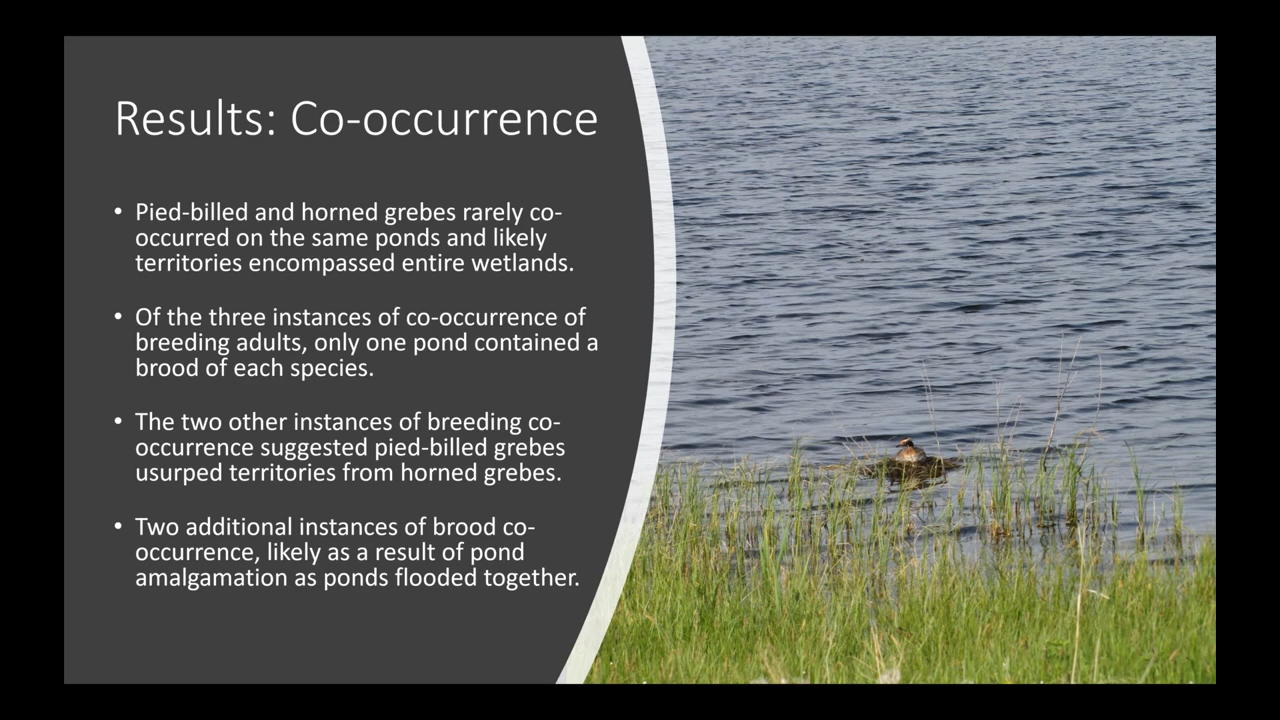 Results: Co-occurrence
• Pied-billed and horned grebes rarely co-
occurred on the same ponds and likely
territories encompassed entire wetlands.
• Of the three instances of co-occurrence of
breeding adults, only one pond contained a
brood of each species.
• The two other instances of breeding co-
occurrence suggested pied-billed grebes
usurped territories from horned grebes.
• Two additional instances of brood co-
occurrence, likely as a result of pond
amalgamation as ponds flooded together.